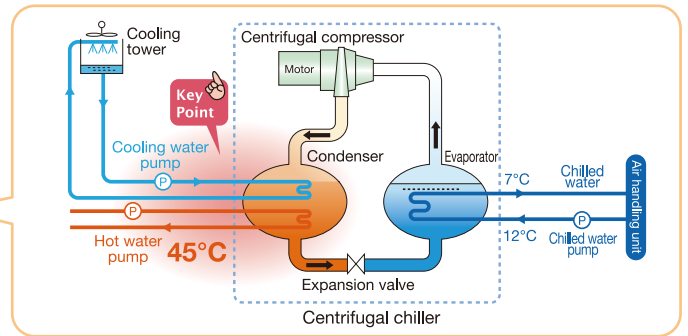 Cooling
tower
Centrifugal compressor
Motor
Key
Point
Cooling water
pump
P
Condenser
Evaporator
7°C
Chilled
water
Air handling unit
P
Hot water
pump
45°C
12°C
P
Chilled water
pump
Expansion valve
Centrifugal chiller